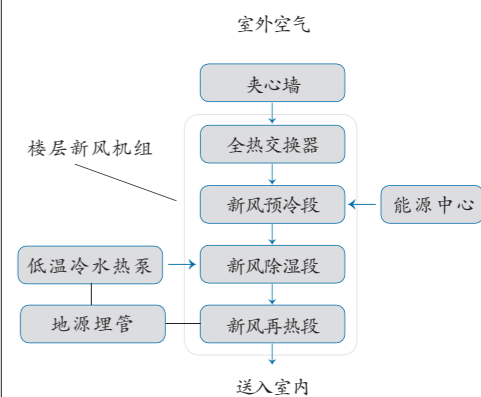 室外空气
夹心墙
楼层新风机组
全热交换器
新风预冷段
能源中心
低温冷水热泵
新风除湿段
地源埋管
新风再热段
送入室内